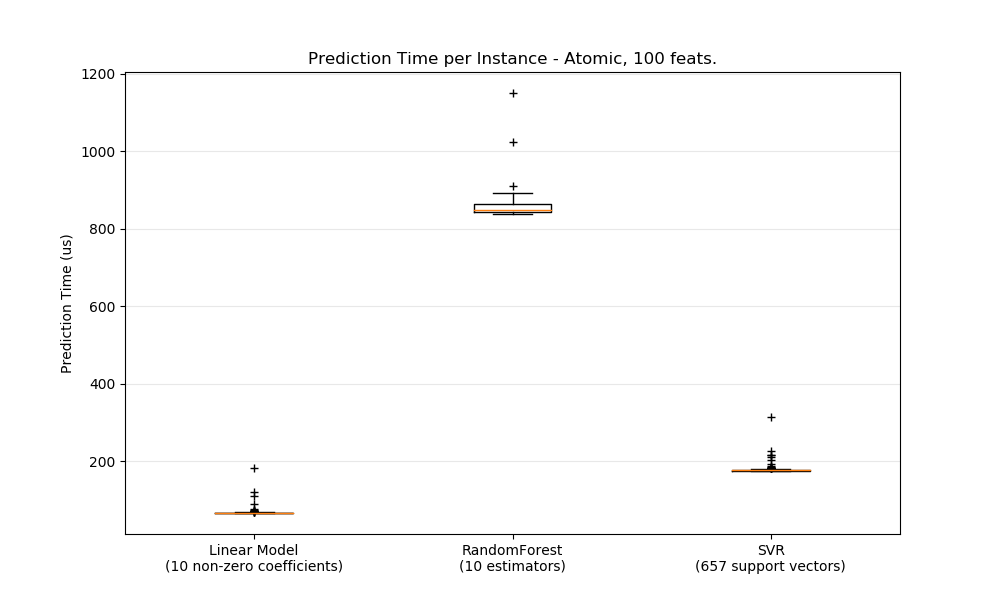 Prediction Time per Instance - Atomic, 100 feats.
1200
1000
800
600
400
200
Prediction Time (us)
Linear Model
(10 non-zero coefficients)
RandomForest
(10 estimators)
SVR
(657 support vectors)